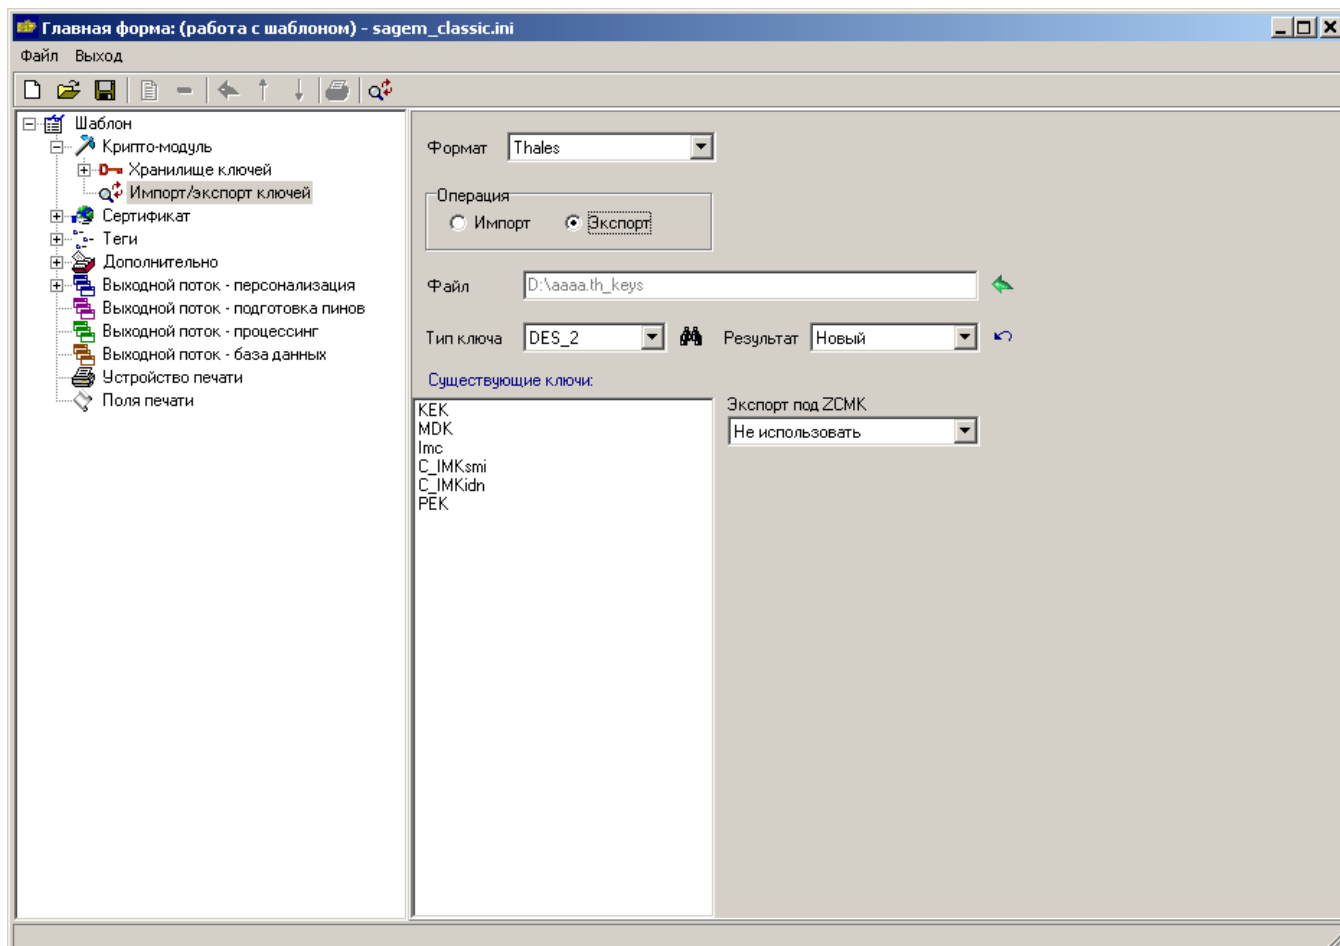 Главная форма: (работа с шаблоном) - sagem_classic.ini
Файл Выход
Шаблон
Крипто-модуль
Хранилище ключей
Импорт/экспорт ключей
Сертификат
Теги
Дополнительно
Выходной поток - персонализация
Выходной поток - подготовка пинов
Выходной поток - процессинг
Выходной поток - база данных
Устройство печати
Поля печати
Формат Thales
Операция
Импорт Экспорт
Файл D:\aaaa.th_keys
Тип ключа DES_2 Результат Новый
Существующие ключи:
KEK
MDK
Imc
C_IMKsmi
C_IMKidn
PEK
Экспорт под ZCMK
Не использовать